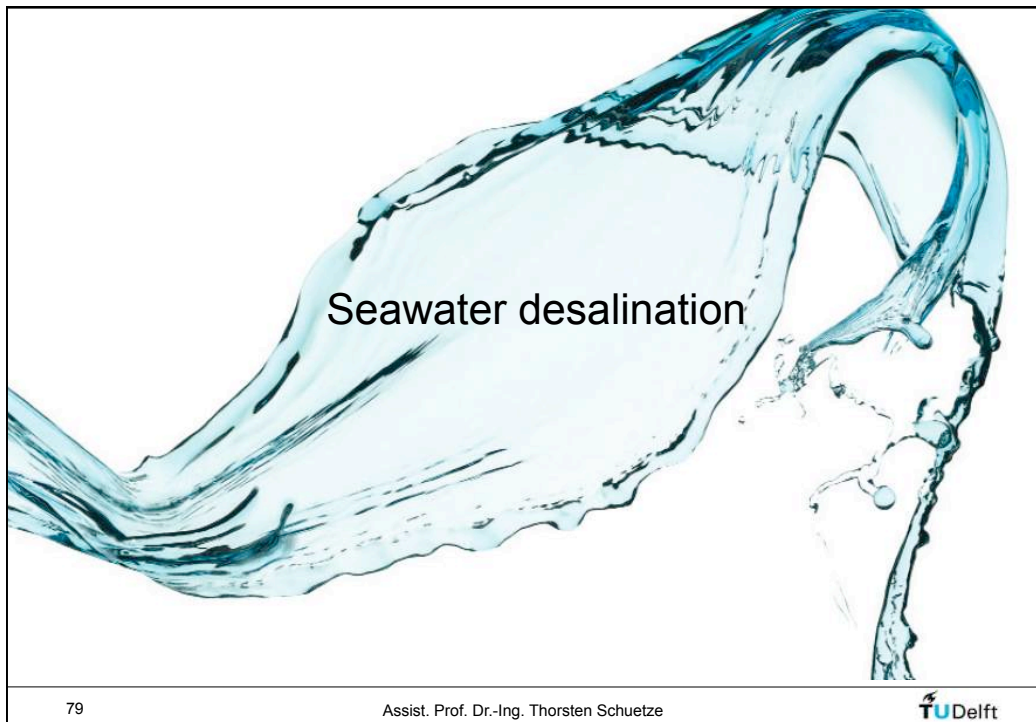 Seawater desalination
79
Assist. Prof. Dr.-Ing. Thorsten Schuetze
TUDelft